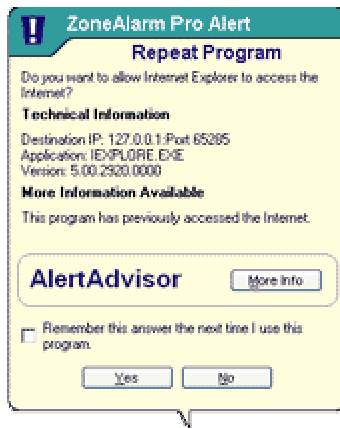 ZoneAlarm Pro Alert
Repeat Program
Do you want to allow Internet Explorer to access the
Internet?
Technical Information
Destination IP: 127.0.0.1:Port 65285
Application: IEXPLORE.EXE
Version: 5.00.2920.0000
More Information Available
This program has previously accessed the Internet.
AlertAdvisor
More Info
Remember this answer the next time I use this
program.
Yes No